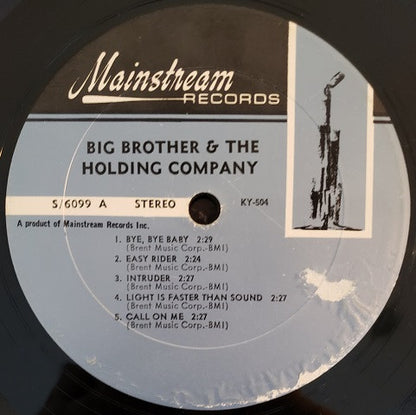 Mainstream
RECORDS
BIG BROTHER & THE
HOLDING COMPANY
S/6099 A STEREO KY-504
A product of Mainstream Records Inc.
1. BYE, BYE BABY 2:29
(Brent Music Corp.-BMI)
2. EASY RIDER 2:24
(Brent Music Corp.-BMI)
3. INTRUDER 2:27
(Brent Music Corp.-BMI)
4. LIGHT IS FASTER THAN SOUND 2:27
(Brent Music Corp.-BMI)
5. CALL ON ME 2:27
(Brent Music Corp.-BMI)